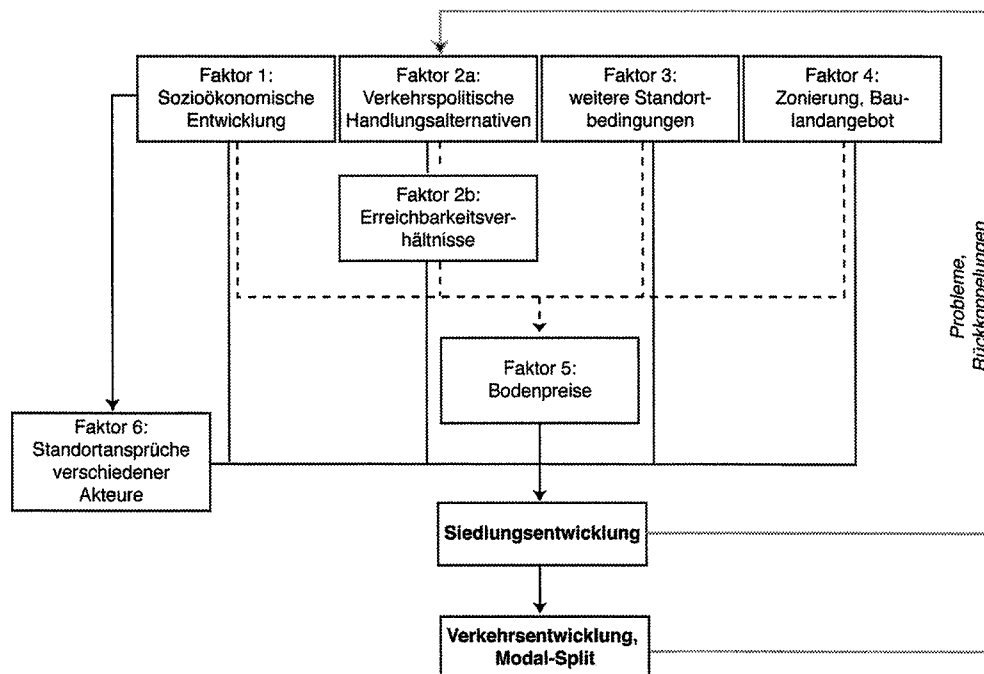 Faktor 1:
Sozioökonomische
Entwicklung
Faktor 2a:
Verkehrspolitische
Handlungsalternativen
Faktor 3:
weitere Standort-
bedingungen
Faktor 4:
Zonierung, Bau-
landangebot
Faktor 2b:
Erreichbarkeitsver-
hältnisse
Probleme,
Rückkoppelungen
Faktor 5:
Bodenpreise
Faktor 6:
Standortansprüche
verschiedener
Akteure
Siedlungsentwicklung
Verkehrsentwicklung,
Modal-Split